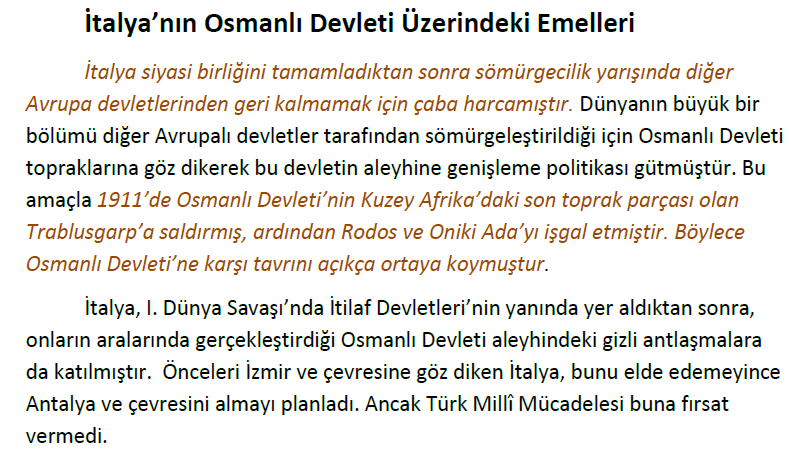 İtalya’nın Osmanlı Devleti Üzerindeki Emelleri
İtalya siyasi birliğini tamamladıktan sonra sömürgecilik yarışında diğer
Avrupa devletlerinden geri kalmamak için çaba harcamıştır. Dünyanın büyük bir
bölümü diğer Avrupalı devletler tarafından sömürgeleştirildiği için Osmanlı Devleti
topraklarına göz dikerek bu devletin aleyhine genişleme politikası gütmüştür. Bu
amaçla 1911’de Osmanlı Devleti’nin Kuzey Afrika’daki son toprak parçası olan
Trablusgarp’a saldırmış, ardından Rodos ve Oniki Ada’yı işgal etmiştir. Böylece
Osmanlı Devleti’ne karşı tavrını açıkça ortaya koymuştur.
İtalya, I. Dünya Savaşı’nda İtilaf Devletleri’nin yanında yer aldıktan sonra,
onların aralarında gerçekleştirdiği Osmanlı Devleti aleyhindeki gizli antlaşmalara
da katılmıştır.  Önceleri İzmir ve çevresine göz diken İtalya, bunu elde edemeyince
Antalya ve çevresini almayı planladı. Ancak Türk Millî Mücadelesi buna fırsat
vermedi.